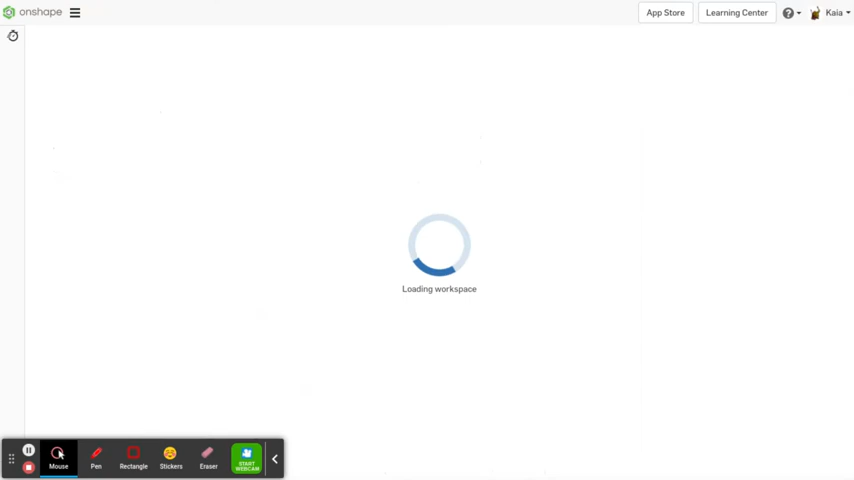 onshape
App Store
Learning Center
?
Kaia
Loading workspace
Mouse
Pen
Rectangle
Stickers
Eraser
START
WEBCAM